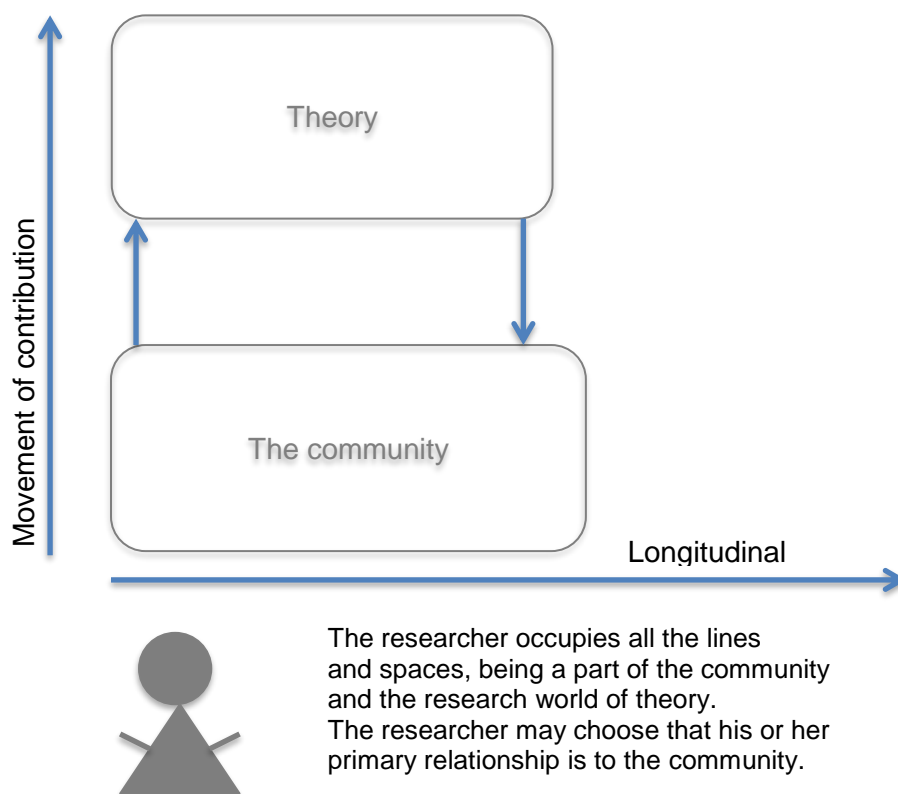 Theory
Movement of contribution
The community
Longitudinal
The researcher occupies all the lines
and spaces, being a part of the community
and the research world of theory.
The researcher may choose that his or her
primary relationship is to the community.